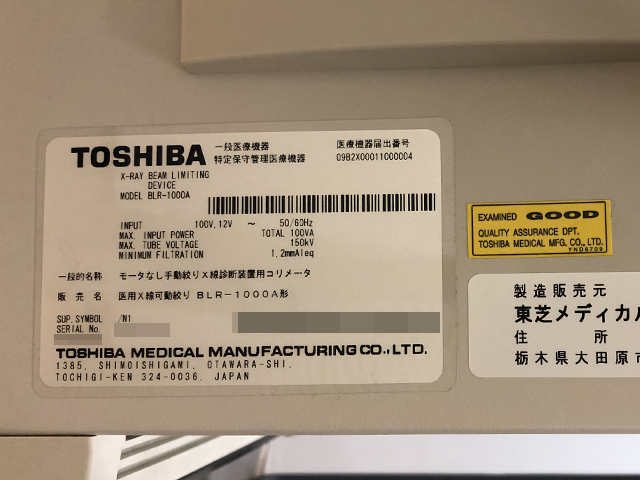 TOSHIBA
一般医療機器
特定保守管理医療機器
医療機器届出番号
09B2X00011000004
X-RAY BEAM LIMITING
DEVICE
MODEL BLR-1000A
INPUT 100V,12V ~ 50/60Hz
MAX. INPUT POWER TOTAL 100VA
MAX. TUBE VOLTAGE 150kV
MINIMUM FILTRATION 1.2mmAleq
一般的名称 モータなし手動絞りX線診断装置用コリメータ
販売名 医用X線可動絞り BLR-1000A形
SUP.SYMBOL /N1
SERIAL No.
TOSHIBA MEDICAL MANUFACTURING CO.,LTD.
1385, SHIMOISHIGAMI, OTAWARA-SHI,
TOCHIGI-KEN 324-0036, JAPAN
EXAMINED GOOD
QUALITY ASSURANCE DPT.
TOSHIBA MEDICAL MFG. CO., LTD.
YND8709
製造販売元
東芝メディカル
住所
栃木県大田原市